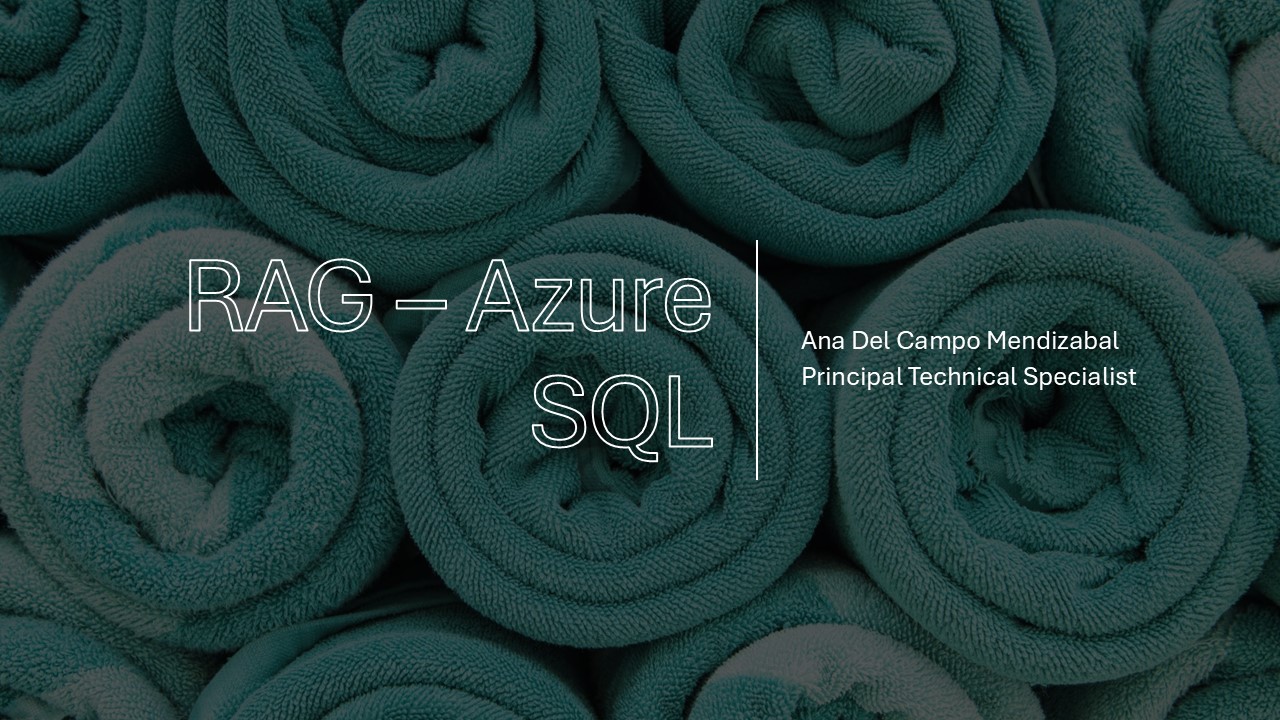 RAG – Azure
SQL
Ana Del Campo Mendizabal
Principal Technical Specialist